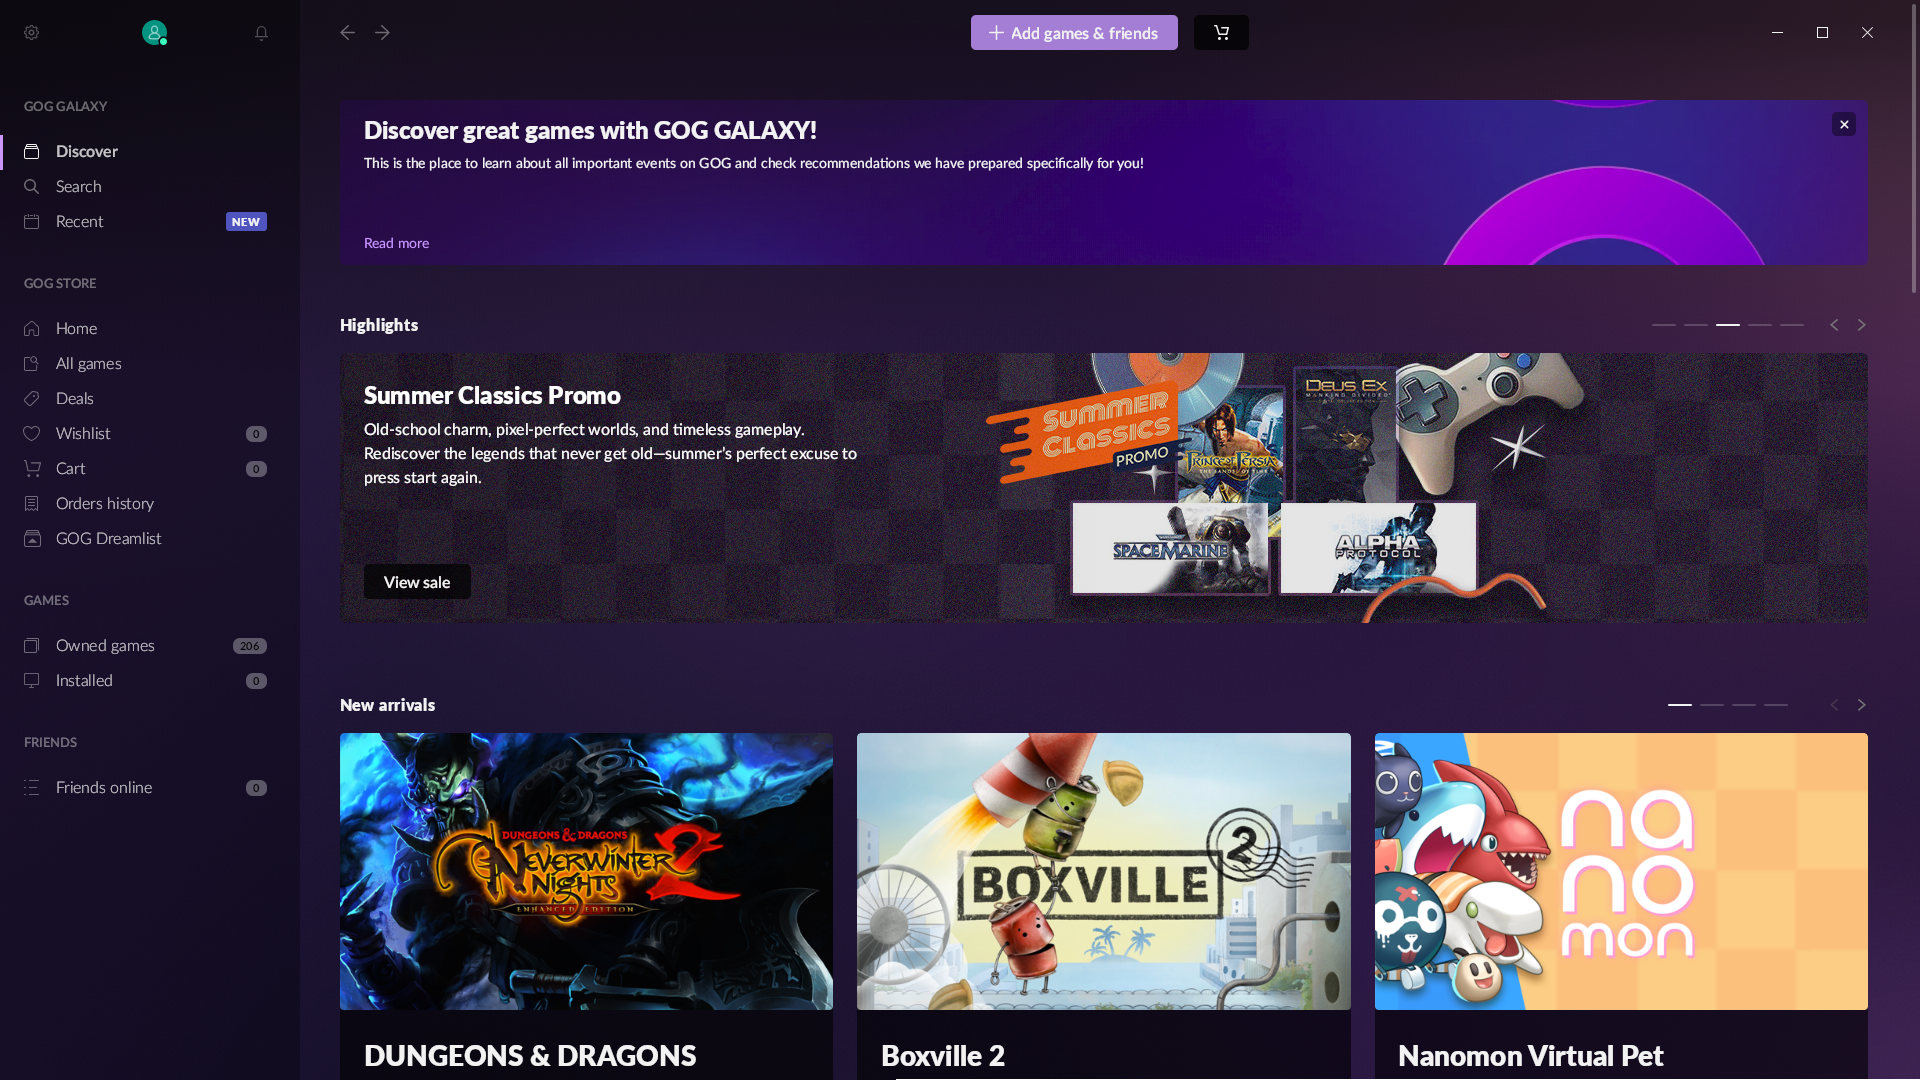 Add games & friends
GOG GALAXY
Discover
Search
Recent
NEW
GOG STORE
Home
All games
Deals
Wishlist
0
Cart
0
Orders history
GOG Dreamlist
GAMES
Owned games
206
Installed
0
FRIENDS
Friends online
0
Discover great games with GOG GALAXY!
This is the place to learn about all important events on GOG and check recommendations we have prepared specifically for you!
Read more
Highlights
Summer Classics Promo
Old-school charm, pixel-perfect worlds, and timeless gameplay.
Rediscover the legends that never get old—summer's perfect excuse to
press start again.
View sale
SUMMER
CLASSICS
PROMO
PRINCE OF PERSIA
THE SANDS OF TIME
DEUS EX
MANKIND DIVIDED
SPACE MARINE
ALPHA
PROTOCOL
New arrivals
DUNGEONS & DRAGONS
NEVERWINTER
NIGHTS 2
ENHANCED EDITION
BOXVILLE
2
na
no
mon
DUNGEONS & DRAGONS
Boxville 2
Nanomon Virtual Pet